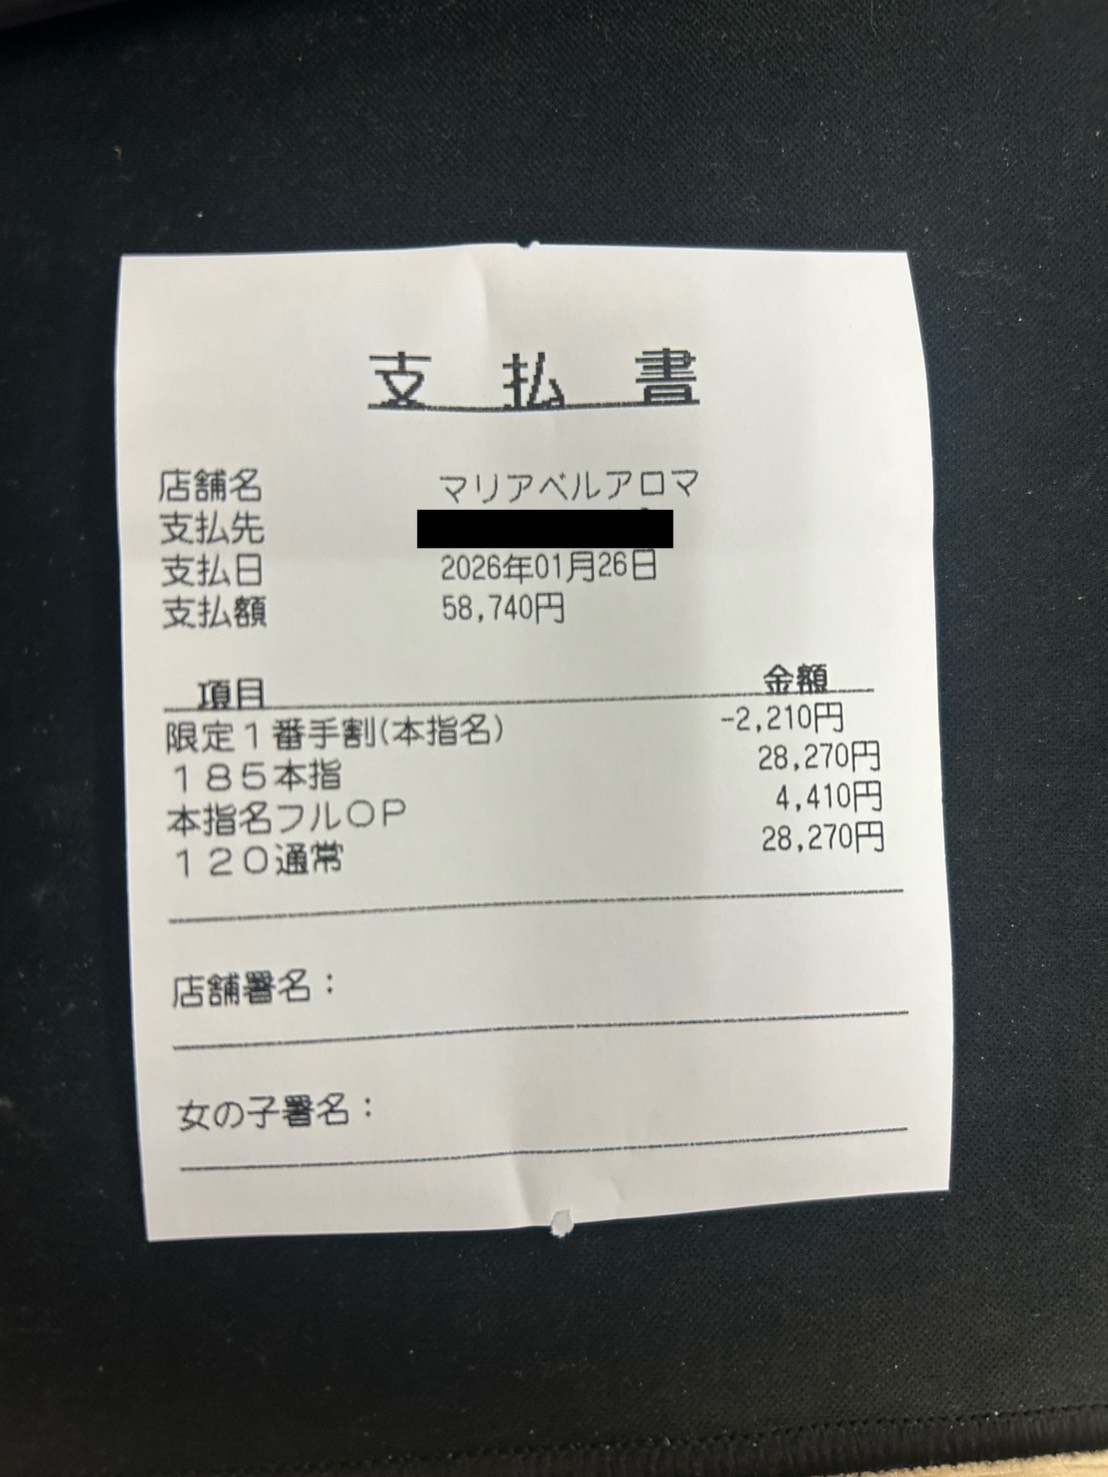 支払書
店舗名 マリアベルアロマ
支払先
支払日 2026年01月26日
支払額 58,740円
項目 金額
限定1番手割(本指名) -2,210円
185本指 28,270円
本指名フルOP 4,410円
120通常 28,270円
店舗署名:
女の子署名: